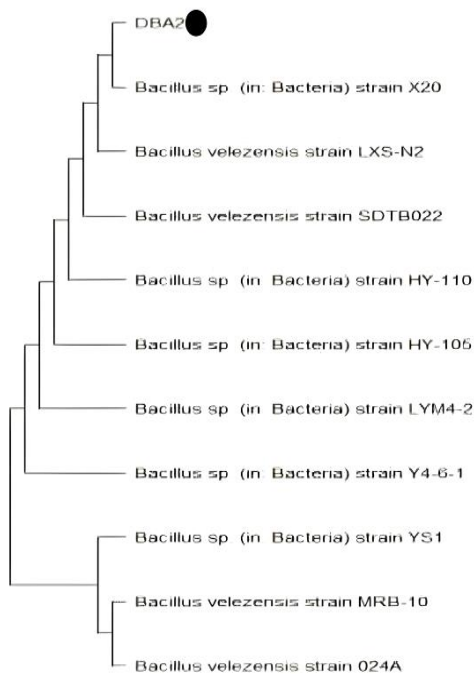 DBA2
Bacillus sp (in: Bacteria) strain X20
Bacillus velezensis strain LXS-N2
Bacillus velezensis strain SDTB022
Bacillus sp (in: Bacteria) strain HY-110
Bacillus sp (in: Bacteria) strain HY-105
Bacillus sp (in: Bacteria) strain LYM4-2
Bacillus sp (in: Bacteria) strain Y4-6-1
Bacillus sp (in: Bacteria) strain YS1
Bacillus velezensis strain MRB-10
Bacillus velezensis strain 024A